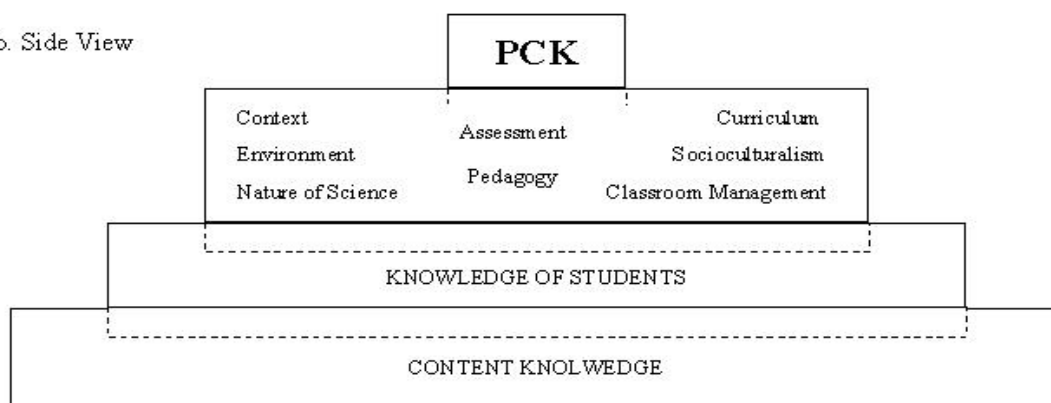 b. Side View
PCK
Context
Environment
Nature of Science
Assessment
Pedagogy
Curriculum
Socioculturalism
Classroom Management
KNOWLEDGE OF STUDENTS
CONTENT KNOLWEDGE